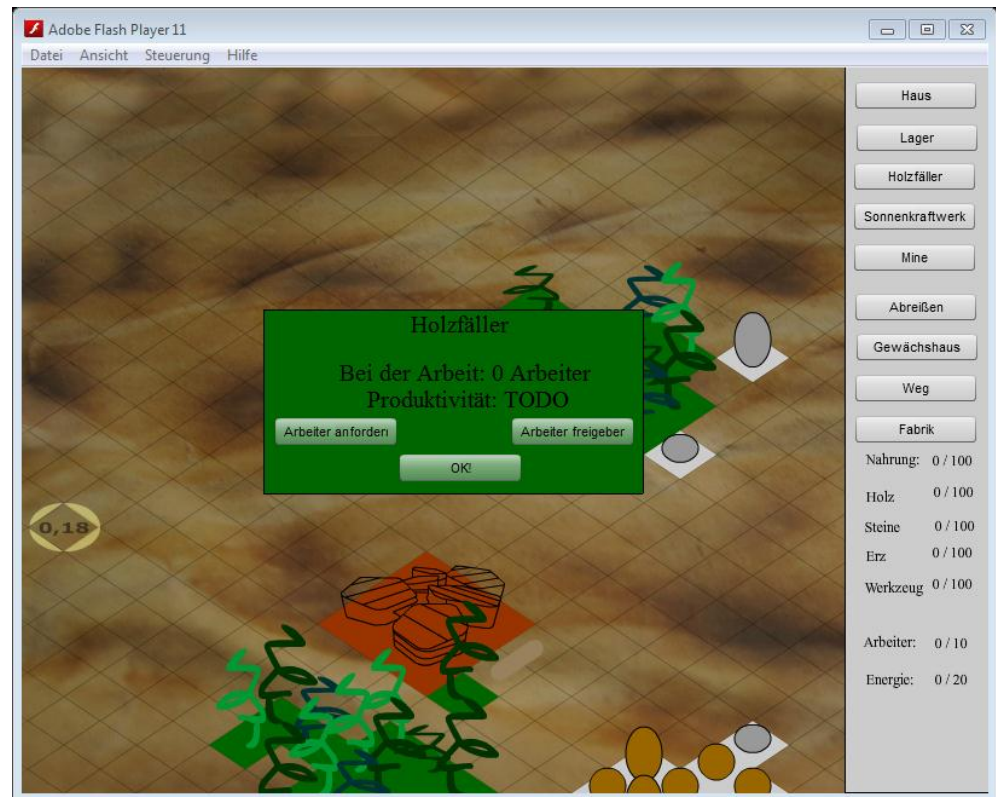 Adobe Flash Player 11
Datei Ansicht Steuerung Hilfe
Haus
Lager
Holzfäller
Sonnenkraftwerk
Mine
Abreißen
Gewächshaus
Weg
Fabrik
Nahrung: 0 / 100
Holz 0 / 100
Steine 0 / 100
Erz 0 / 100
Werkzeug 0 / 100
Arbeiter: 0 / 10
Energie: 0 / 20
Holzfäller
Bei der Arbeit: 0 Arbeiter
Produktivität: TODO
Arbeiter anfordern Arbeiter freigeber
OK!
0,18